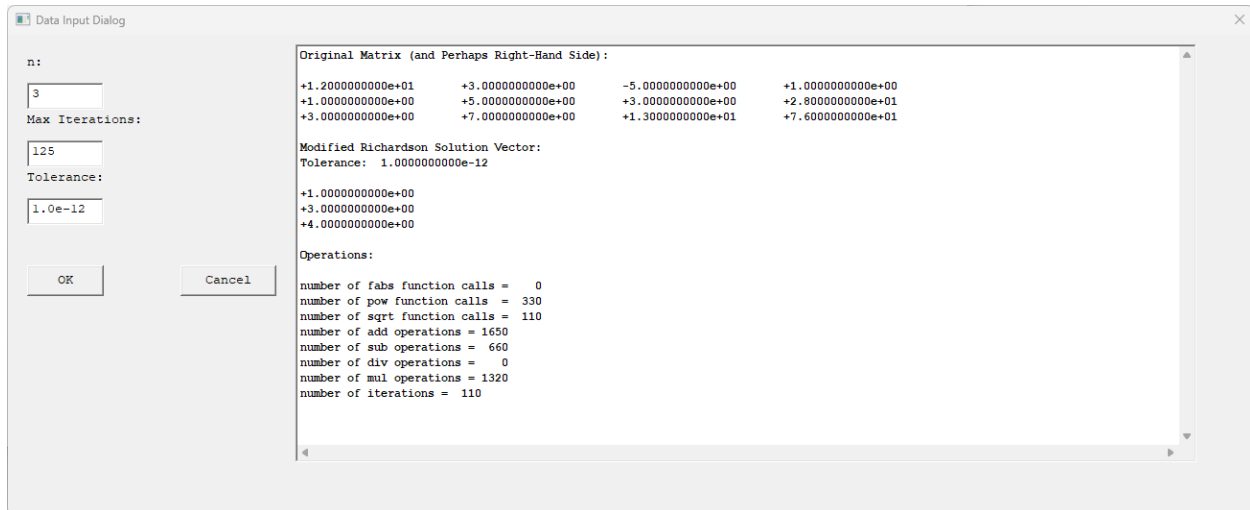 Data Input Dialog
n:
3
Max Iterations:
125
Tolerance:
1.0e-12
OK
Cancel
Original Matrix (and Perhaps Right-Hand Side):
+1.2000000000e+01 +3.0000000000e+00 -5.0000000000e+00 +1.0000000000e+00
+1.0000000000e+00 +5.0000000000e+00 +3.0000000000e+00 +2.8000000000e+01
+3.0000000000e+00 +7.0000000000e+00 +1.3000000000e+01 +7.6000000000e+01
Modified Richardson Solution Vector:
Tolerance:  1.0000000000e-12
+1.0000000000e+00
+3.0000000000e+00
+4.0000000000e+00
Operations:
number of fabs function calls =    0
number of pow function calls  =  330
number of sqrt function calls =  110
number of add operations = 1650
number of sub operations =  660
number of div operations =    0
number of mul operations = 1320
number of iterations =  110